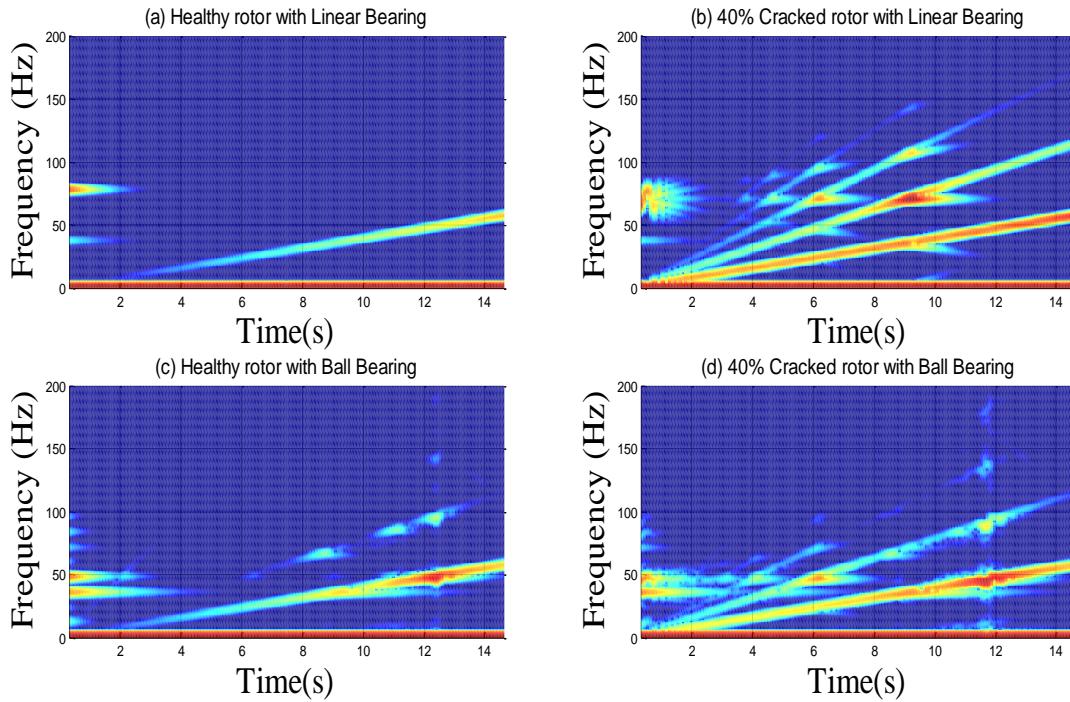 (a) Healthy rotor with Linear Bearing
200
150
100
50
0
Frequency (Hz)
2 4 6 8 10 12 14
Time(s)
(b) 40% Cracked rotor with Linear Bearing
200
150
100
50
0
Frequency (Hz)
2 4 6 8 10 12 14
Time(s)
(c) Healthy rotor with Ball Bearing
200
150
100
50
0
Frequency (Hz)
2 4 6 8 10 12 14
Time(s)
(d) 40% Cracked rotor with Ball Bearing
200
150
100
50
0
Frequency (Hz)
2 4 6 8 10 12 14
Time(s)